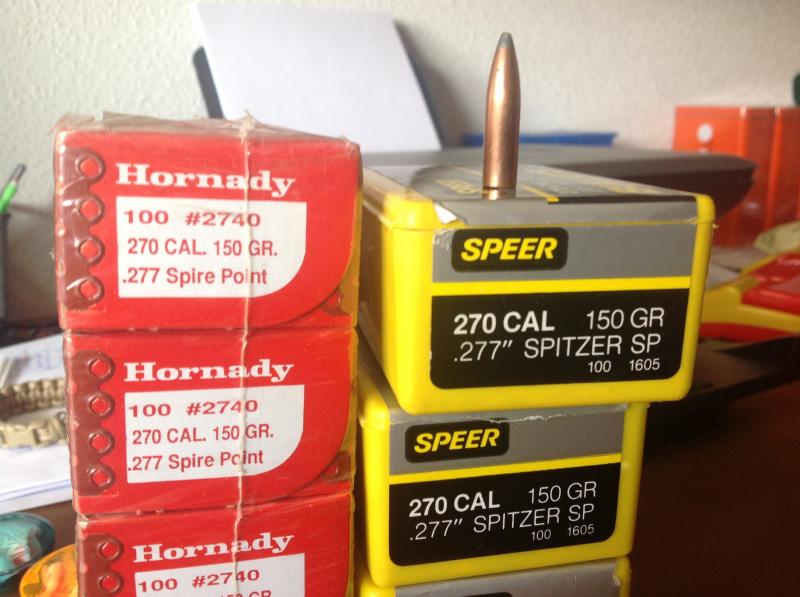 Hornady
100 #2740
270 CAL. 150 GR.
.277 Spire Point
Hornady
100 #2740
270 CAL. 150 GR.
.277 Spire Point
Hornady
100 #2740
SPEER
270 CAL 150 GR
.277" SPITZER SP
100 1605
SPEER
270 CAL 150 GR
.277" SPITZER SP
100 1605